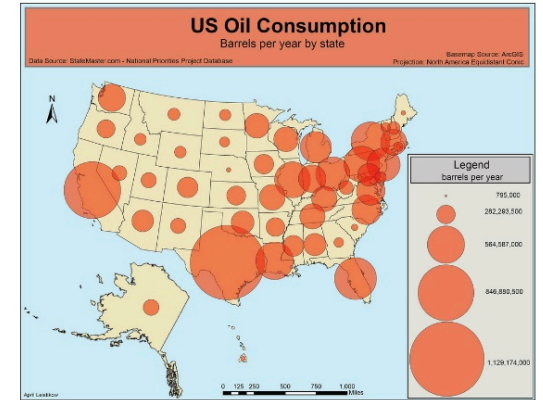 US Oil Consumption
Barrels per year by state
Data Source: StateMaster.com - National Priorities Project Database
Basemap Source: ArcGIS
Projection: North America Equidistant Conic
N
Legend
barrels per year
795,000
282,293,500
564,587,000
846,880,500
1,129,174,000
0 125 250 500 750 1,000
Miles